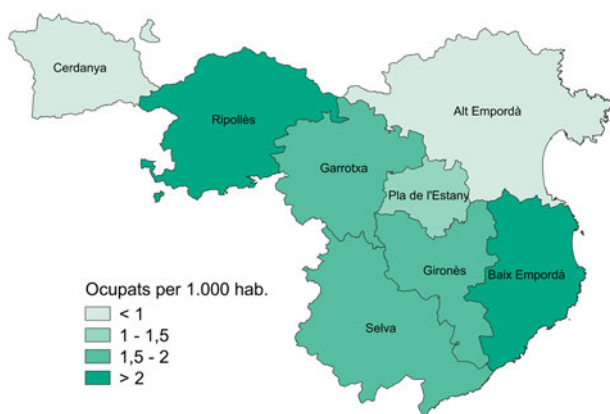 Cerdanya
Ripollès
Alt Empordà
Garrotxa
Pla de l'Estany
Gironès
Baix Empordà
Selva
Ocupats per 1.000 hab.
< 1
1 - 1,5
1,5 - 2
> 2